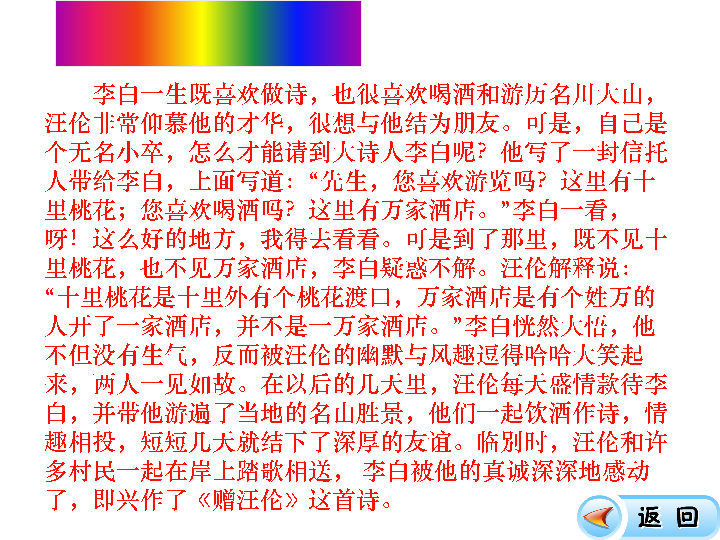 李白一生既喜欢做诗，也很喜欢喝酒和游历名川大山，
汪伦非常仰慕他的才华，很想与他结为朋友。可是，自己是
个无名小卒，怎么才能请到大诗人李白呢？他写了一封信托
人带给李白，上面写道：“先生，您喜欢游览吗？这里有十
里桃花；您喜欢喝酒吗？这里有万家酒店。”李白一看，
呀！这么好的地方，我得去看看。可是到了那里，既不见十
里桃花，也不见万家酒店，李白疑惑不解。汪伦解释说：
“十里桃花是十里外有个桃花渡口，万家酒店是有个姓万的
人开了一家酒店，并不是一万家酒店。”李白恍然大悟，他
不但没有生气，反而被汪伦的幽默与风趣逗得哈哈大笑起
来，两人一见如故。在以后的几天里，汪伦每天盛情款待李
白，并带他游遍了当地的名山胜景，他们一起饮酒作诗，情
趣相投，短短几天就结下了深厚的友谊。临别时，汪伦和许
多村民一起在岸上踏歌相送， 李白被他的真诚深深地感动
了，即兴作了《赠汪伦》这首诗。
返 回